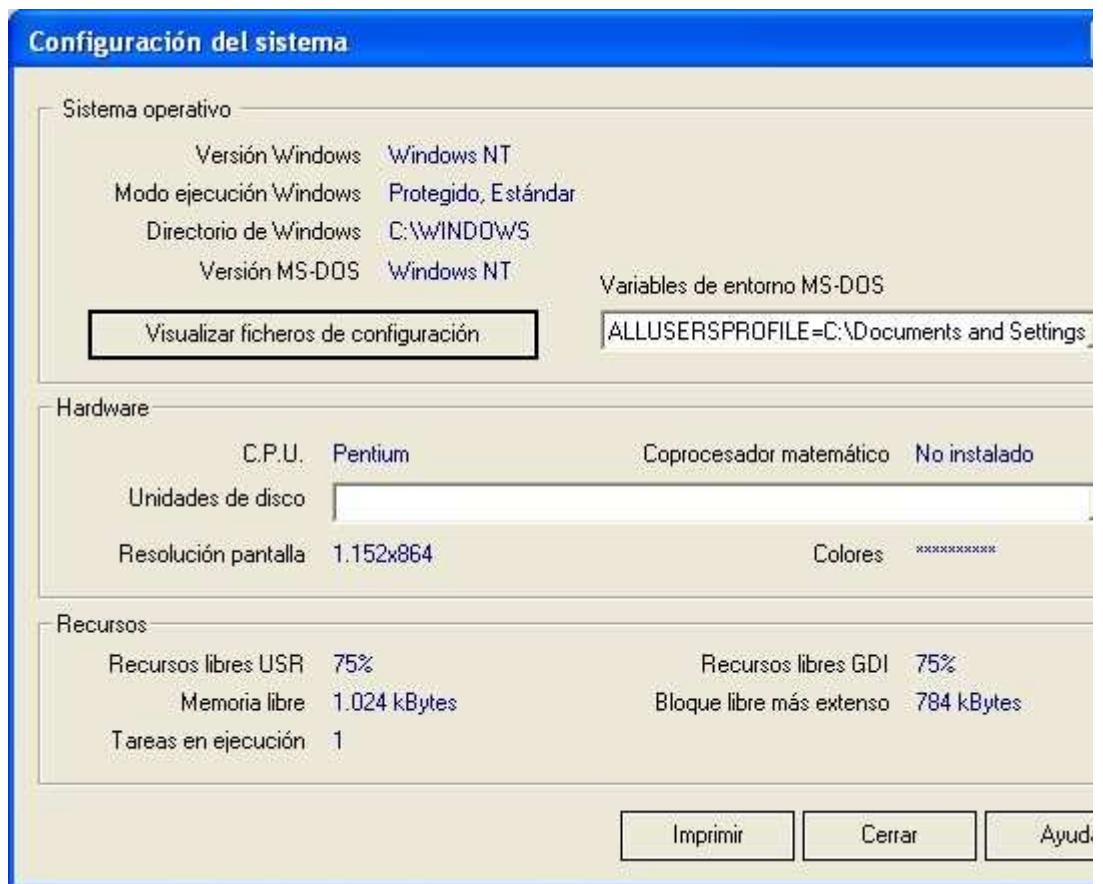 Configuración del sistema
Sistema operativo
Versión Windows Windows NT
Modo ejecución Windows Protegido, Estándar
Directorio de Windows C:\WINDOWS
Versión MS-DOS Windows NT
Variables de entorno MS-DOS
Visualizar ficheros de configuración
ALLUSERSPROFILE=C:\Documents and Settings
Hardware
C.P.U. Pentium Coprocesador matemático No instalado
Unidades de disco
Resolución pantalla 1.152x864 Colores **********
Recursos
Recursos libres USR 75% Recursos libres GDI 75%
Memoria libre 1.024 kBytes Bloque libre más extenso 784 kBytes
Tareas en ejecución 1
Imprimir Cerrar Ayuda